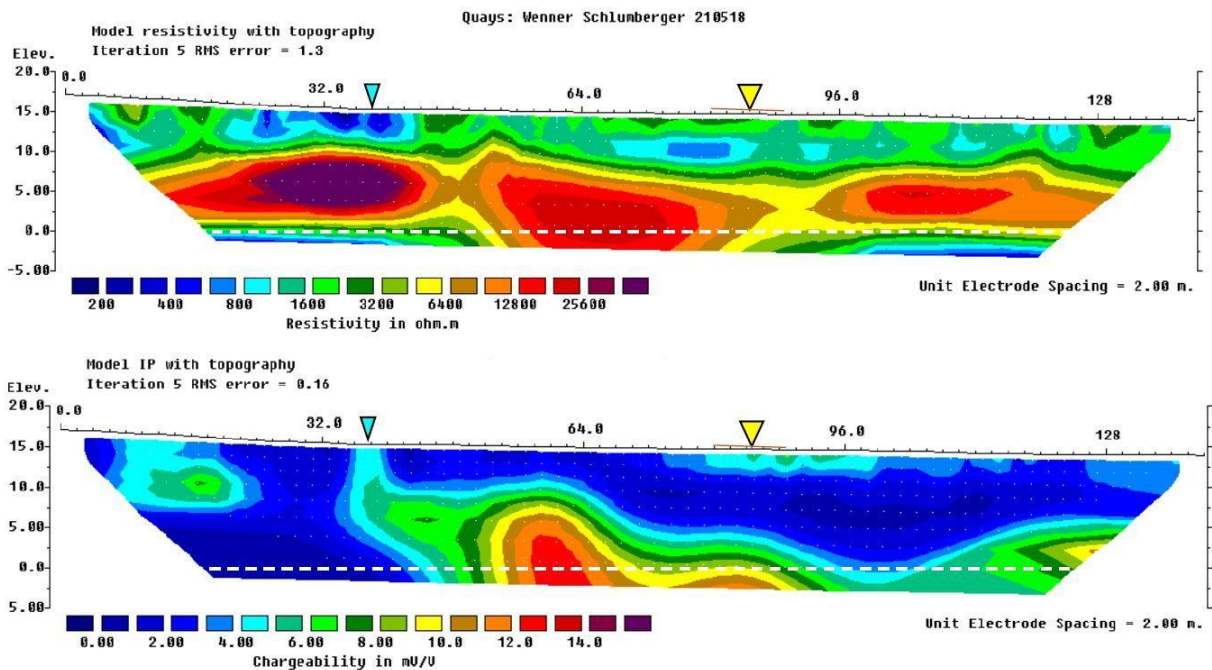 Quays: Wenner Schlumberger 210518
Model resistivity with topography
Iteration 5 RMS error = 1.3
Elev.
20.0
0.0
32.0
64.0
96.0
128
15.0
10.0
5.00
0.0
-5.00
200 400 800 1600 3200 6400 12800 25600
Resistivity in ohm.m
Unit Electrode Spacing = 2.00 m.
Model IP with topography
Iteration 5 RMS error = 0.16
Elev.
20.0
0.0
32.0
64.0
96.0
128
15.0
10.0
5.00
0.0
5.00
0.00 2.00 4.00 6.00 8.00 10.0 12.0 14.0
Chargeability in mV/V
Unit Electrode Spacing = 2.00 m.